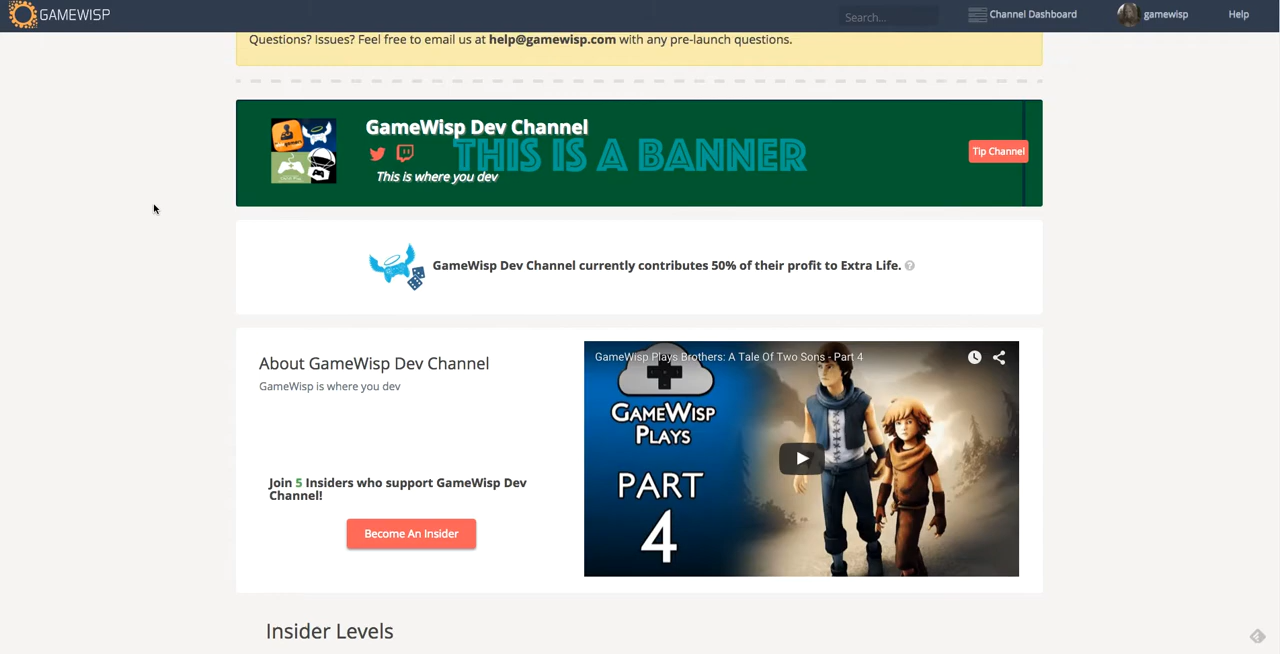 GAMEWISP
Search...
Channel Dashboard
gamewisp
Help
Questions? Issues? Feel free to email us at help@gamewisp.com with any pre-launch questions.
GameWisp Dev Channel
THIS IS A BANNER
This is where you dev
Tip Channel
GameWisp Dev Channel currently contributes 50% of their profit to Extra Life. ?
About GameWisp Dev Channel
GameWisp is where you dev
Join 5 Insiders who support GameWisp Dev
Channel!
Become An Insider
GameWisp Plays Brothers: A Tale Of Two Sons - Part 4
GAMEWISP
PLAYS
PART
4
Insider Levels